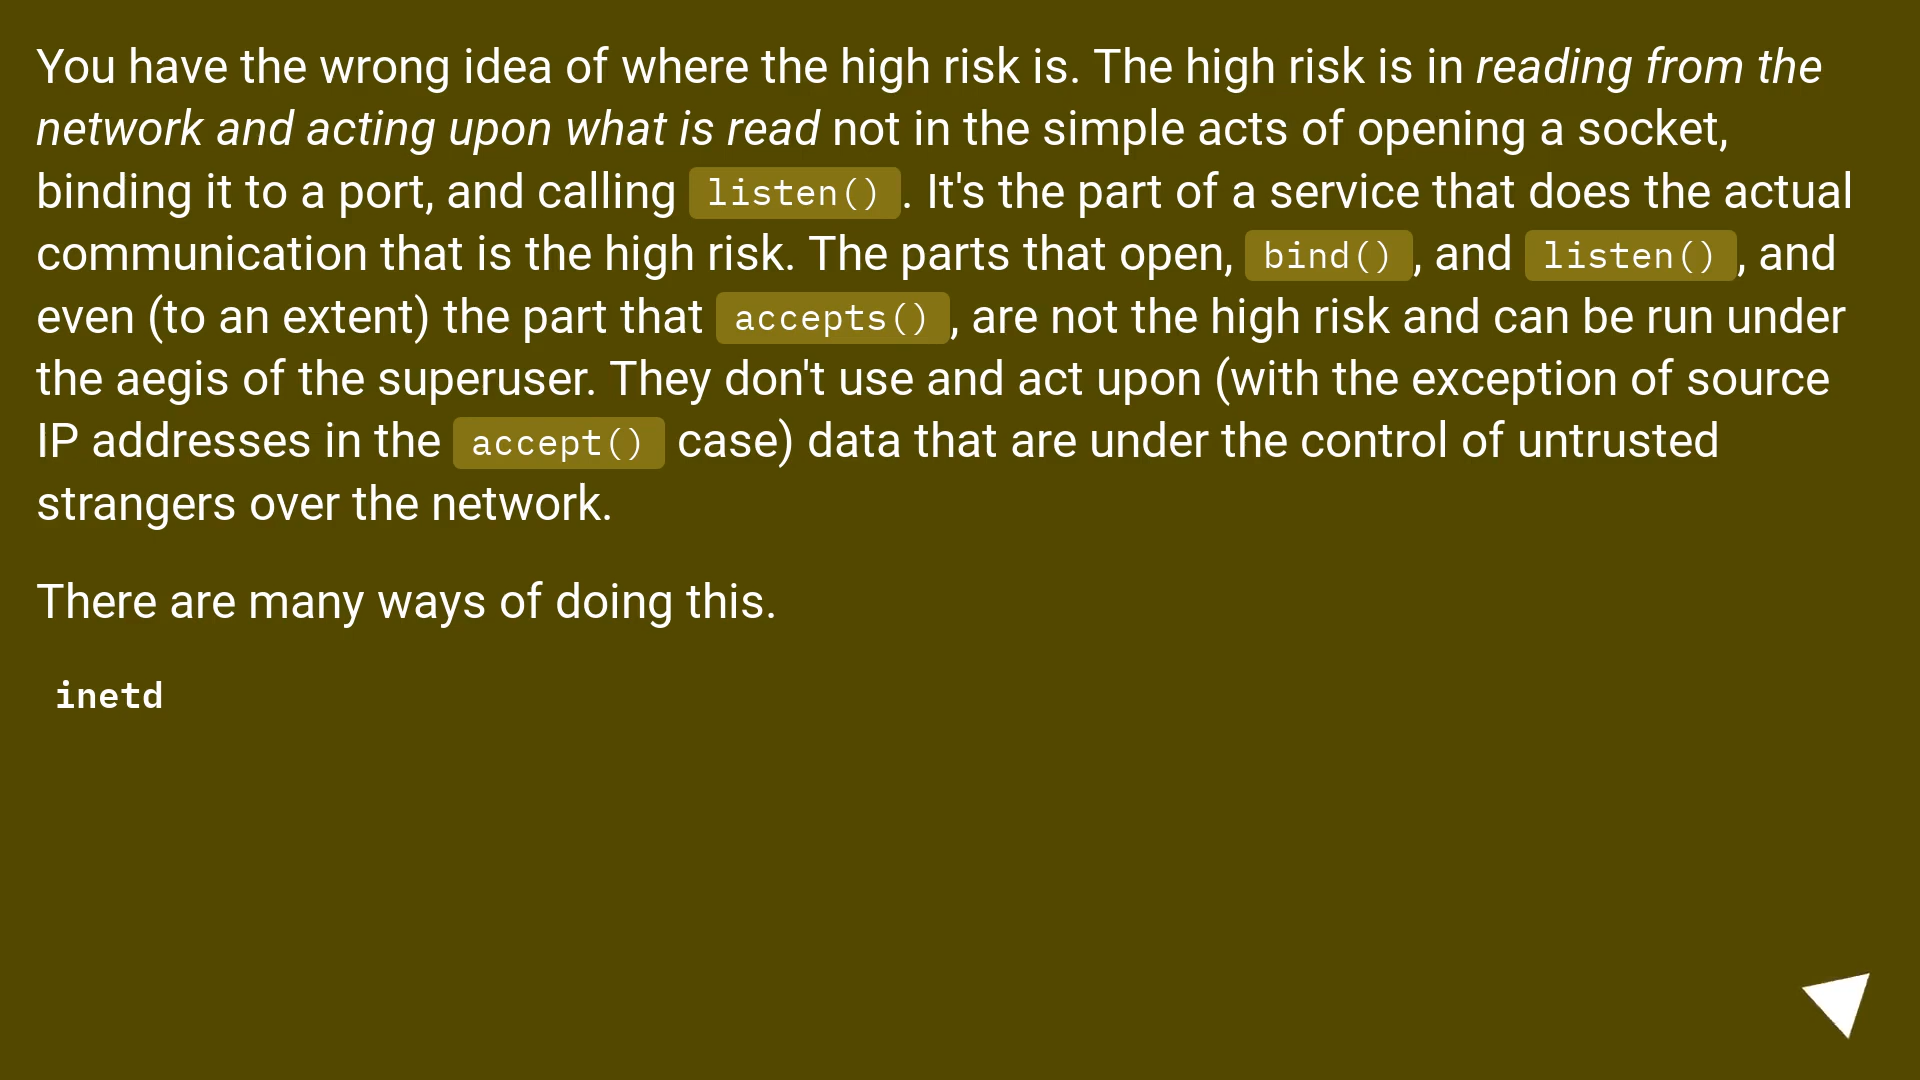 You have the wrong idea of where the high risk is. The high risk is in reading from the
network and acting upon what is read not in the simple acts of opening a socket,
binding it to a port, and calling listen(). It's the part of a service that does the actual
communication that is the high risk. The parts that open, bind(), and listen(), and
even (to an extent) the part that accepts(), are not the high risk and can be run under
the aegis of the superuser. They don't use and act upon (with the exception of source
IP addresses in the accept() case) data that are under the control of untrusted
strangers over the network.
There are many ways of doing this.
inetd